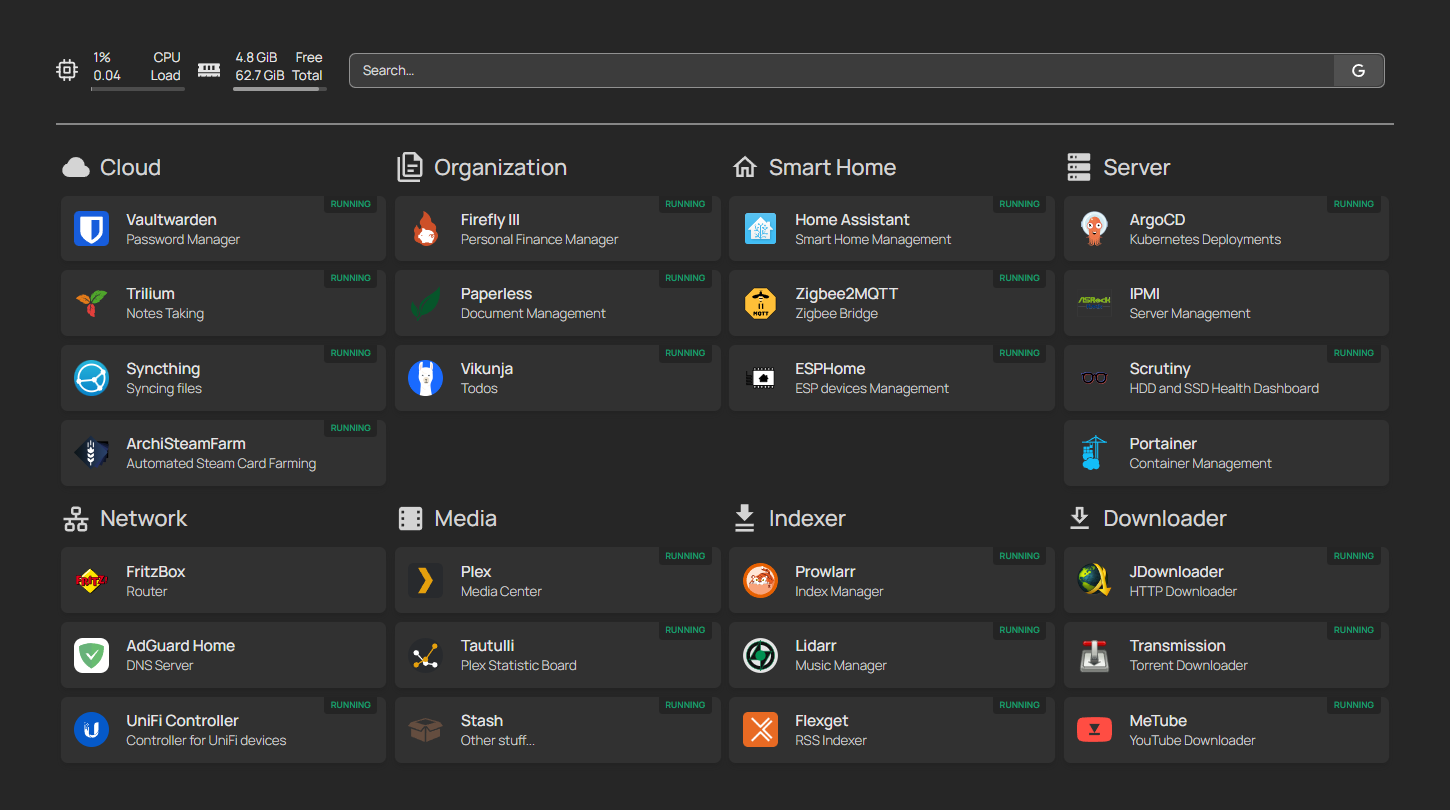 1% CPU
0.04 Load
4.8 GiB Free
62.7 GiB Total
Search...
G
Cloud
RUNNING
Vaultwarden
Password Manager
RUNNING
Trilium
Notes Taking
RUNNING
Syncthing
Syncing files
RUNNING
ArchiSteamFarm
Automated Steam Card Farming
Organization
RUNNING
Firefly III
Personal Finance Manager
RUNNING
Paperless
Document Management
RUNNING
Vikunja
Todos
Smart Home
RUNNING
Home Assistant
Smart Home Management
RUNNING
MQTT
Zigbee2MQTT
Zigbee Bridge
RUNNING
ESPHome
ESP devices Management
Server
RUNNING
ArgoCD
Kubernetes Deployments
ASRock
IPMI
Server Management
RUNNING
Scrutiny
HDD and SSD Health Dashboard
Portainer
Container Management
Network
FRITZ!
FritzBox
Router
AdGuard Home
DNS Server
RUNNING
U
UniFi Controller
Controller for UniFi devices
Media
RUNNING
Plex
Media Center
RUNNING
Tautulli
Plex Statistic Board
RUNNING
Stash
Other stuff...
Indexer
RUNNING
Prowlarr
Index Manager
RUNNING
Lidarr
Music Manager
RUNNING
Flexget
RSS Indexer
Downloader
RUNNING
JDownloader
HTTP Downloader
RUNNING
Transmission
Torrent Downloader
RUNNING
MeTube
YouTube Downloader